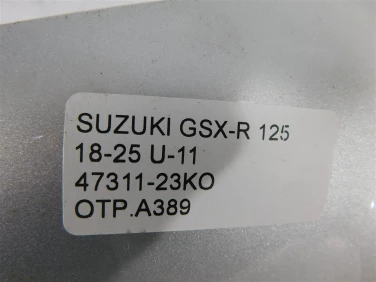 SUZUKI GSX-R 125
18-25 U-11
47311-23KO
OTP.A389